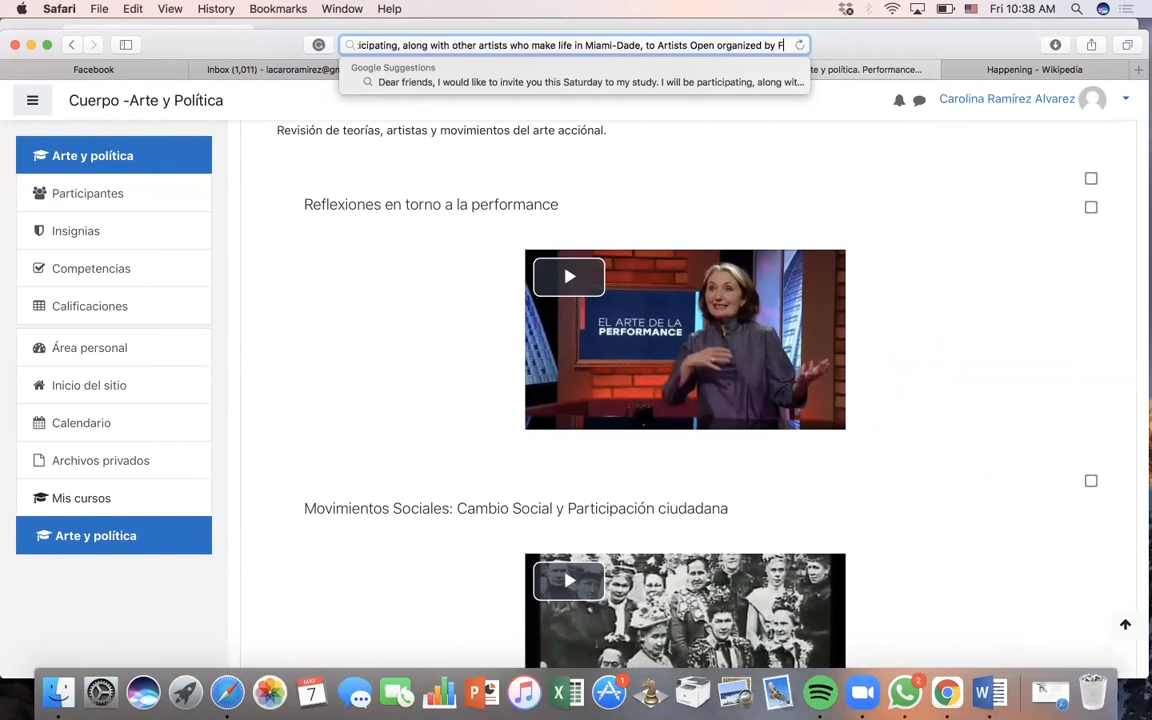 Safari File Edit View History Bookmarks Window Help Fri 10:38 AM
:icipating, along with other artists who make life in Miami-Dade, to Artists Open organized by F
Google Suggestions
Dear friends, I would like to invite you this Saturday to my study. I will be participating, along wit...
Facebook
Inbox (1,011) - lacaroramirez@gm
te y política. Performance...
Happening - Wikipedia
Cuerpo -Arte y Política
Carolina Ramírez Alvarez
Revisión de teorías, artistas y movimientos del arte acciónal.
Arte y política
Participantes
Insignias
Competencias
Calificaciones
Área personal
Inicio del sitio
Calendario
Archivos privados
Mis cursos
Arte y política
Reflexiones en torno a la performance
EL ARTE DE LA
PERFORMANCE
Movimientos Sociales: Cambio Social y Participación ciudadana
MAY
7
1
2